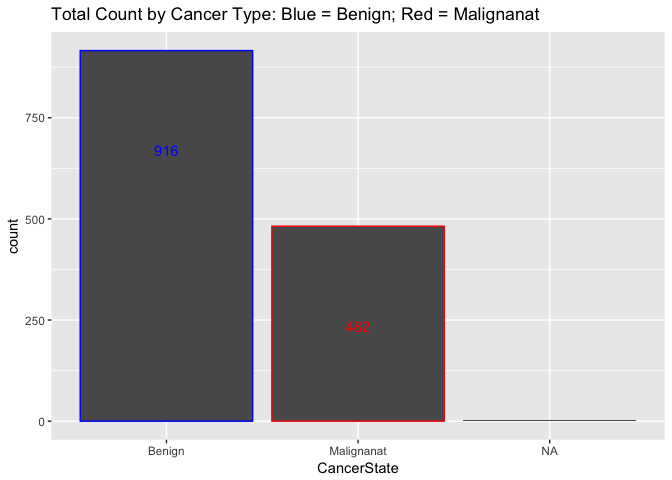 Total Count by Cancer Type: Blue = Benign; Red = Malignanat
750
916
500
count
250
482
0
Benign Malignanat NA
CancerState